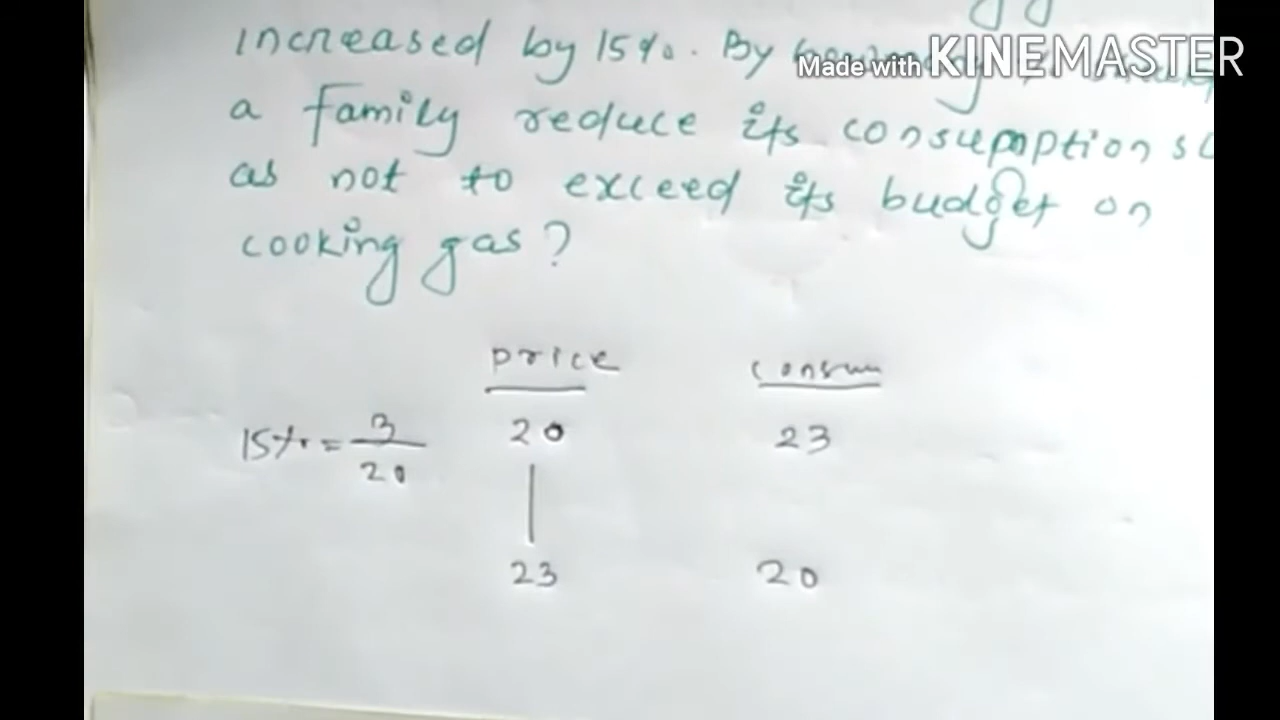 increased by 15%. By
Made with KINEMASTER
a family reduce its consumption
as not to exceed its budget on
cooking gas?
price consum
15% = 3/20 20 23
23 20